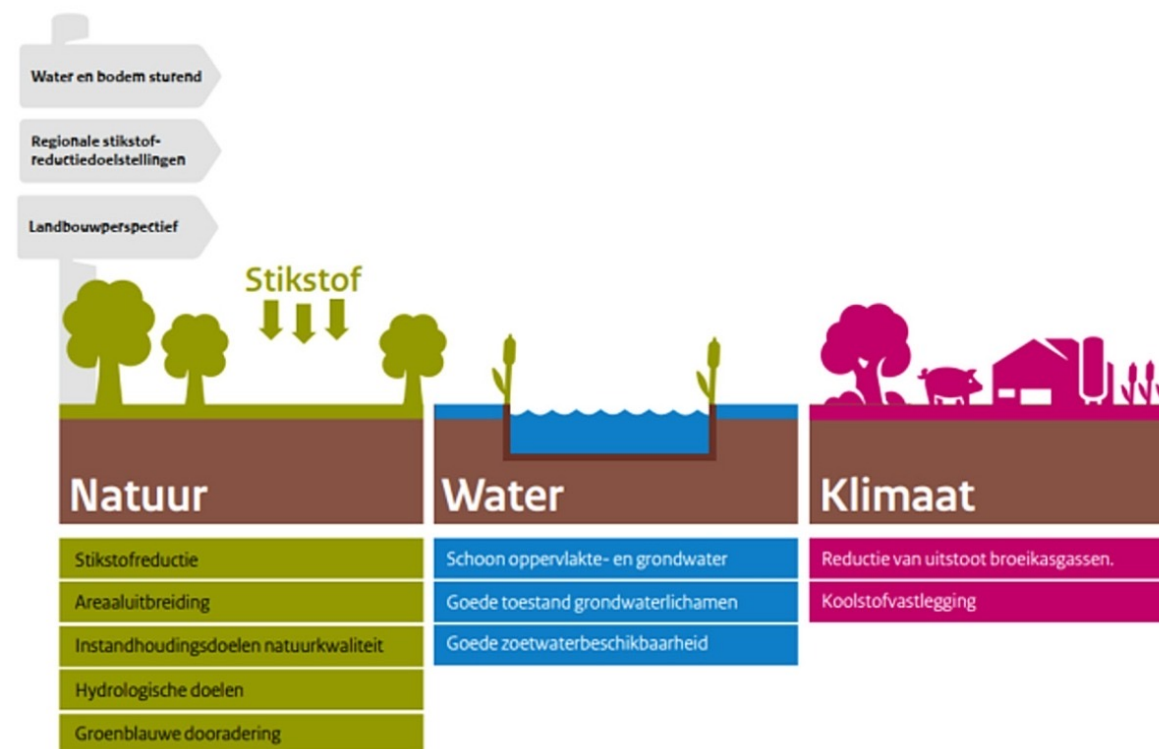 Water en bodem sturend
Regionale stikstof-
reductiedoelstellingen
Landbouwperspectief
Stikstof
Natuur
Stikstofreductie
Areaaluitbreiding
Instandhoudingsdoelen natuurkwaliteit
Hydrologische doelen
Groenblauwe dooradering
Water
Schoon oppervlakte- en grondwater
Goede toestand grondwaterlichamen
Goede zoetwaterbeschikbaarheid
Klimaat
Reductie van uitstoot broeikasgassen.
Koolstofvastlegging